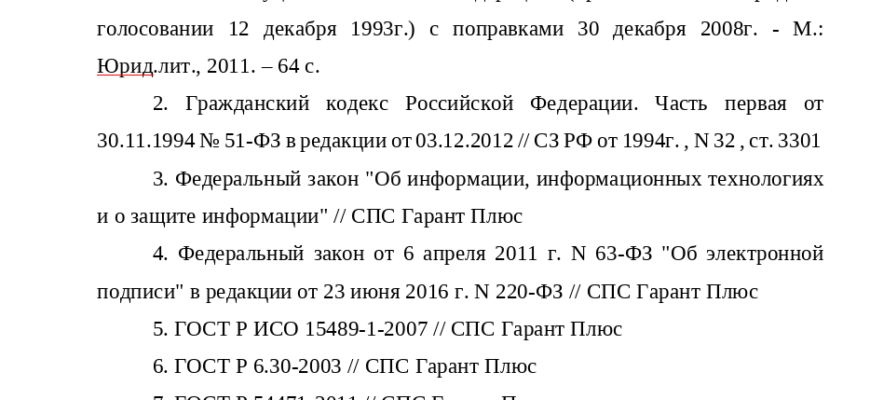 голосовании 12 декабря 1993г.) с поправками 30 декабря 2008г. - М.:
Юрид.лит., 2011. – 64 с.
2. Гражданский кодекс Российской Федерации. Часть первая от
30.11.1994 № 51-ФЗ в редакции от 03.12.2012 // СЗ РФ от 1994г. , N 32 , ст. 3301
3. Федеральный закон "Об информации, информационных технологиях
и о защите информации" // СПС Гарант Плюс
4. Федеральный закон от 6 апреля 2011 г. N 63-ФЗ "Об электронной
подписи" в редакции от 23 июня 2016 г. N 220-ФЗ // СПС Гарант Плюс
5. ГОСТ Р ИСО 15489-1-2007 // СПС Гарант Плюс
6. ГОСТ Р 6.30-2003 // СПС Гарант Плюс
7. ГОСТ Р 54471-2011 // СПС Гарант